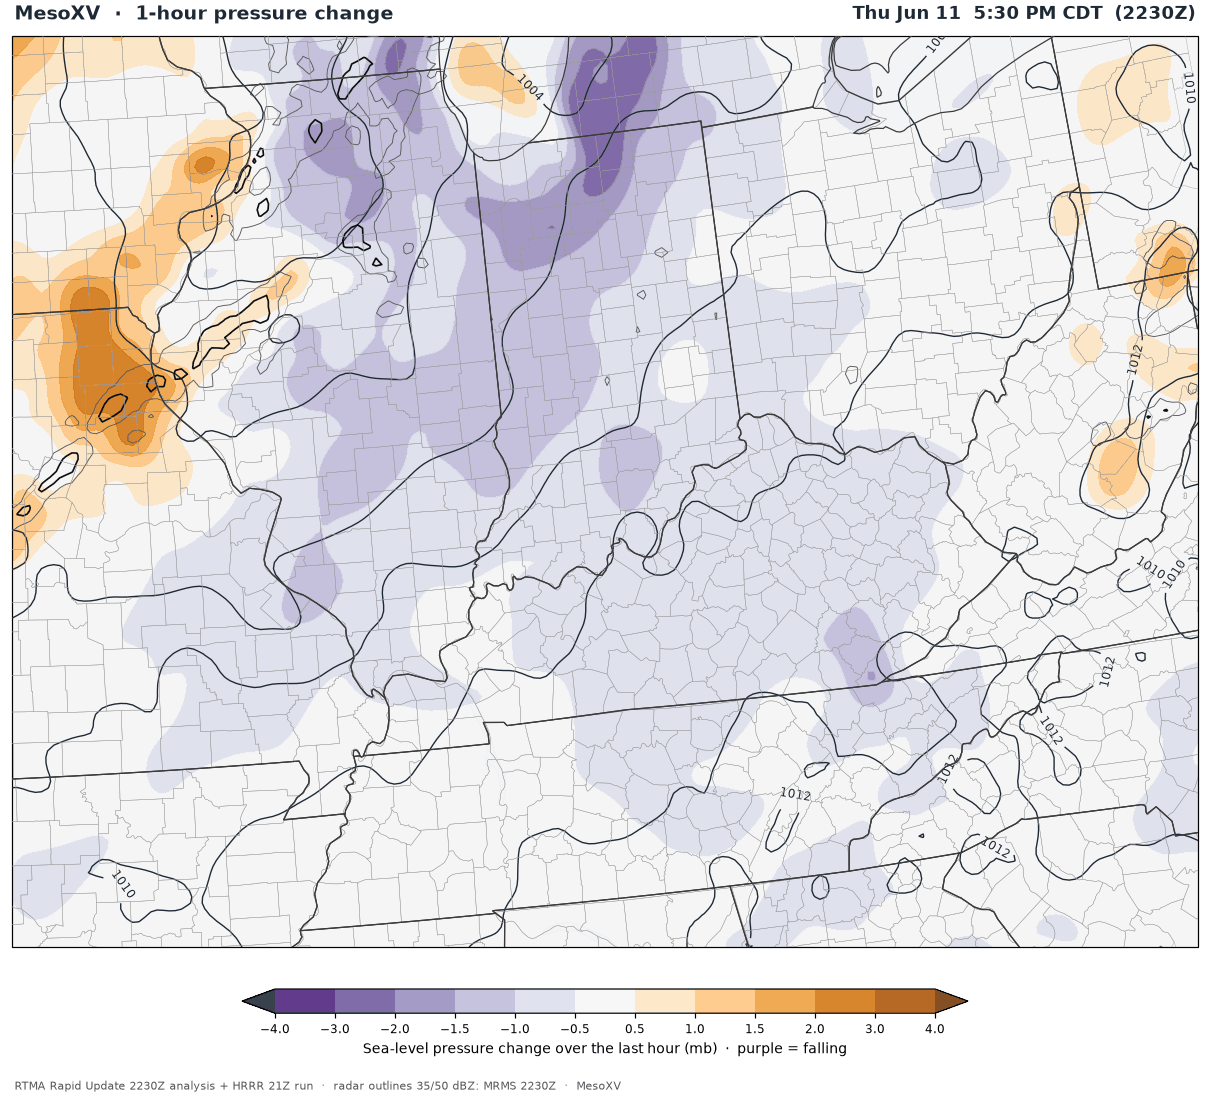 MesoXV · 1-hour pressure change
Thu Jun 11 5:30 PM CDT (2230Z)
1004
1010
1012
1010
1010
1012
1012
1012
1012
1012
1010
−4.0 −3.0 −2.0 −1.5 −1.0 −0.5 0.5 1.0 1.5 2.0 3.0 4.0
Sea-level pressure change over the last hour (mb) · purple = falling
RTMA Rapid Update 2230Z analysis + HRRR 21Z run · radar outlines 35/50 dBZ: MRMS 2230Z · MesoXV